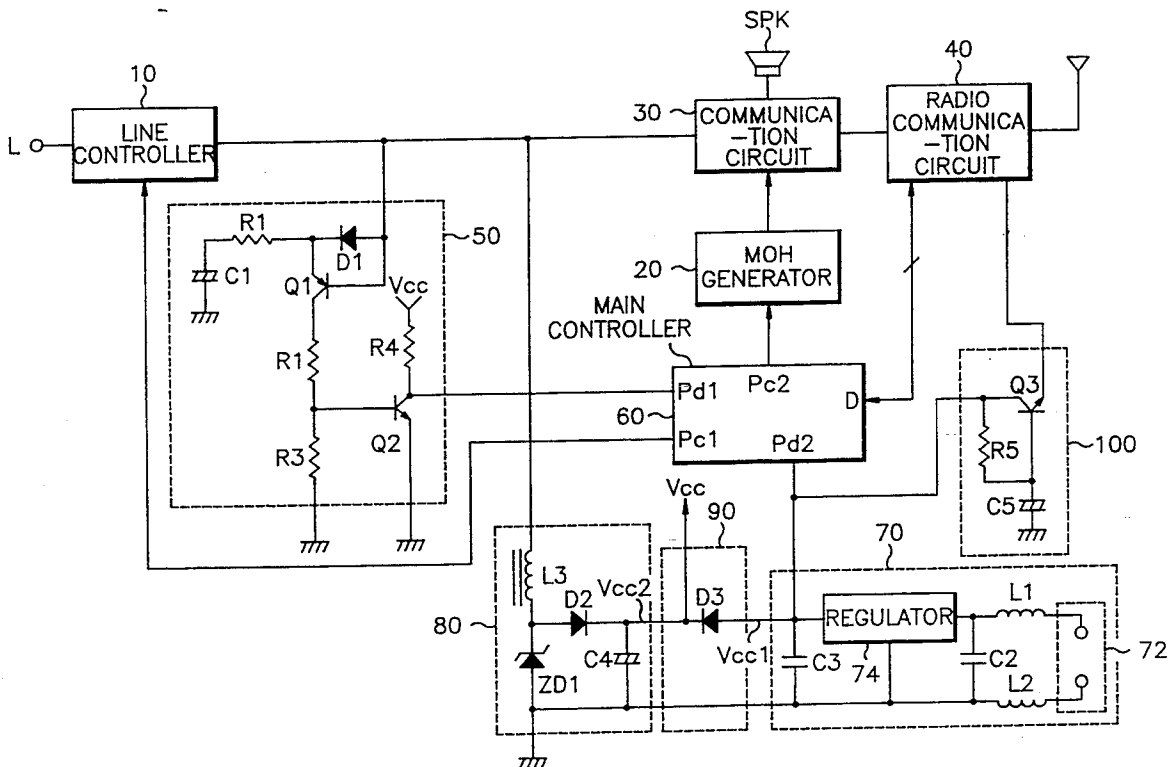 SPK
10
40
L
LINE
CONTROLLER
30
COMMUNICA
-TION
CIRCUIT
RADIO
COMMUNICA
-TION
CIRCUIT
R1
D1
50
C1
Q1
Vcc
20
MOH
GENERATOR
MAIN
CONTROLLER
R1
R4
Pd1
Pc2
D
60
Pc1
Pd2
Q3
R5
100
C5
R3
Q2
Vcc
90
70
L3
D2
Vcc2
D3
REGULATOR
L1
80
C4
Vcc1
C3
74
C2
72
ZD1
L2